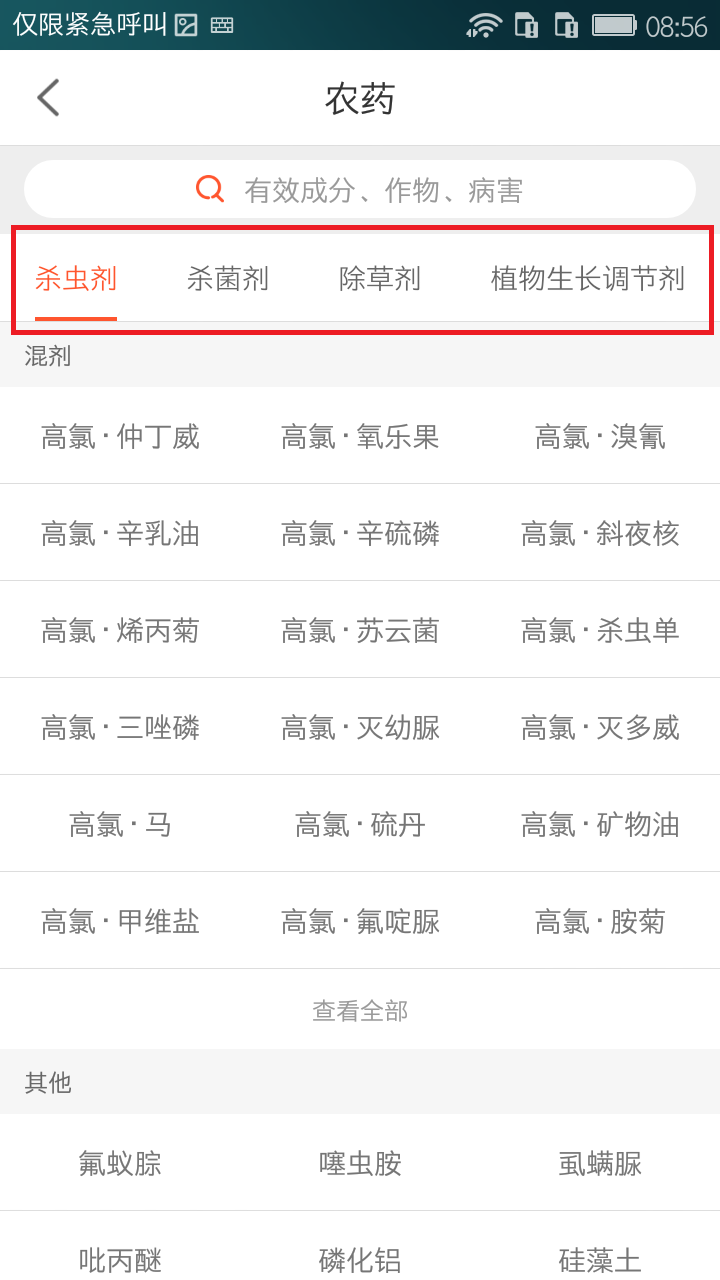 仅限紧急呼叫 08:56
农药
有效成分、作物、病害
杀虫剂 杀菌剂 除草剂 植物生长调节剂
混剂
高氯·仲丁威 高氯·氧乐果 高氯·溴氰
高氯·辛乳油 高氯·辛硫磷 高氯·斜夜核
高氯·烯丙菊 高氯·苏云菌 高氯·杀虫单
高氯·三唑磷 高氯·灭幼脲 高氯·灭多威
高氯·马 高氯·硫丹 高氯·矿物油
高氯·甲维盐 高氯·氟啶脲 高氯·胺菊
查看全部
其他
氟蚁腙 噻虫胺 虱螨脲
吡丙醚 磷化铝 硅藻土